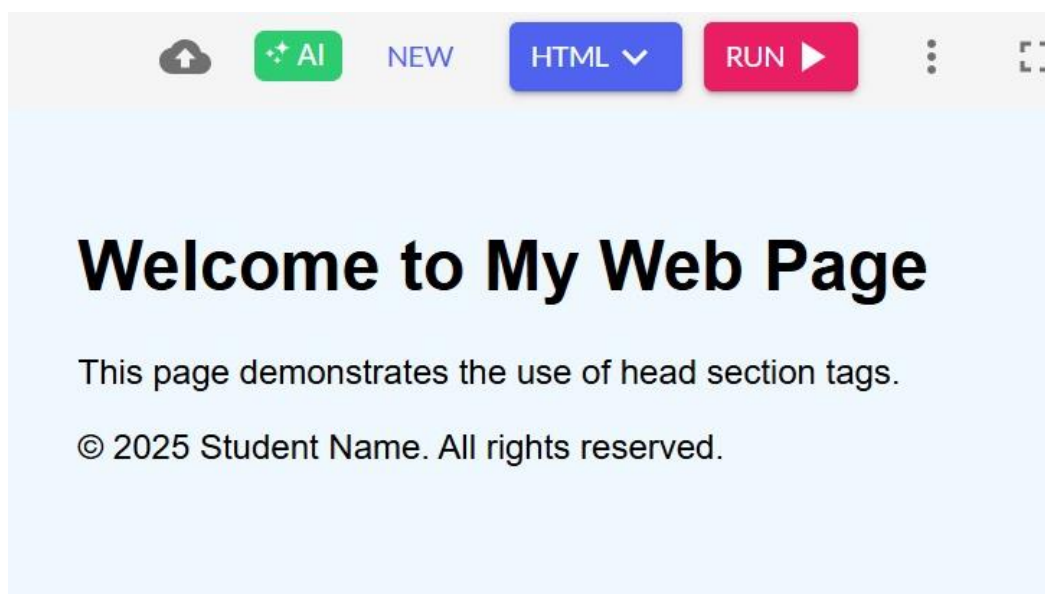 AI NEW HTML RUN
Welcome to My Web Page
This page demonstrates the use of head section tags.
© 2025 Student Name. All rights reserved.